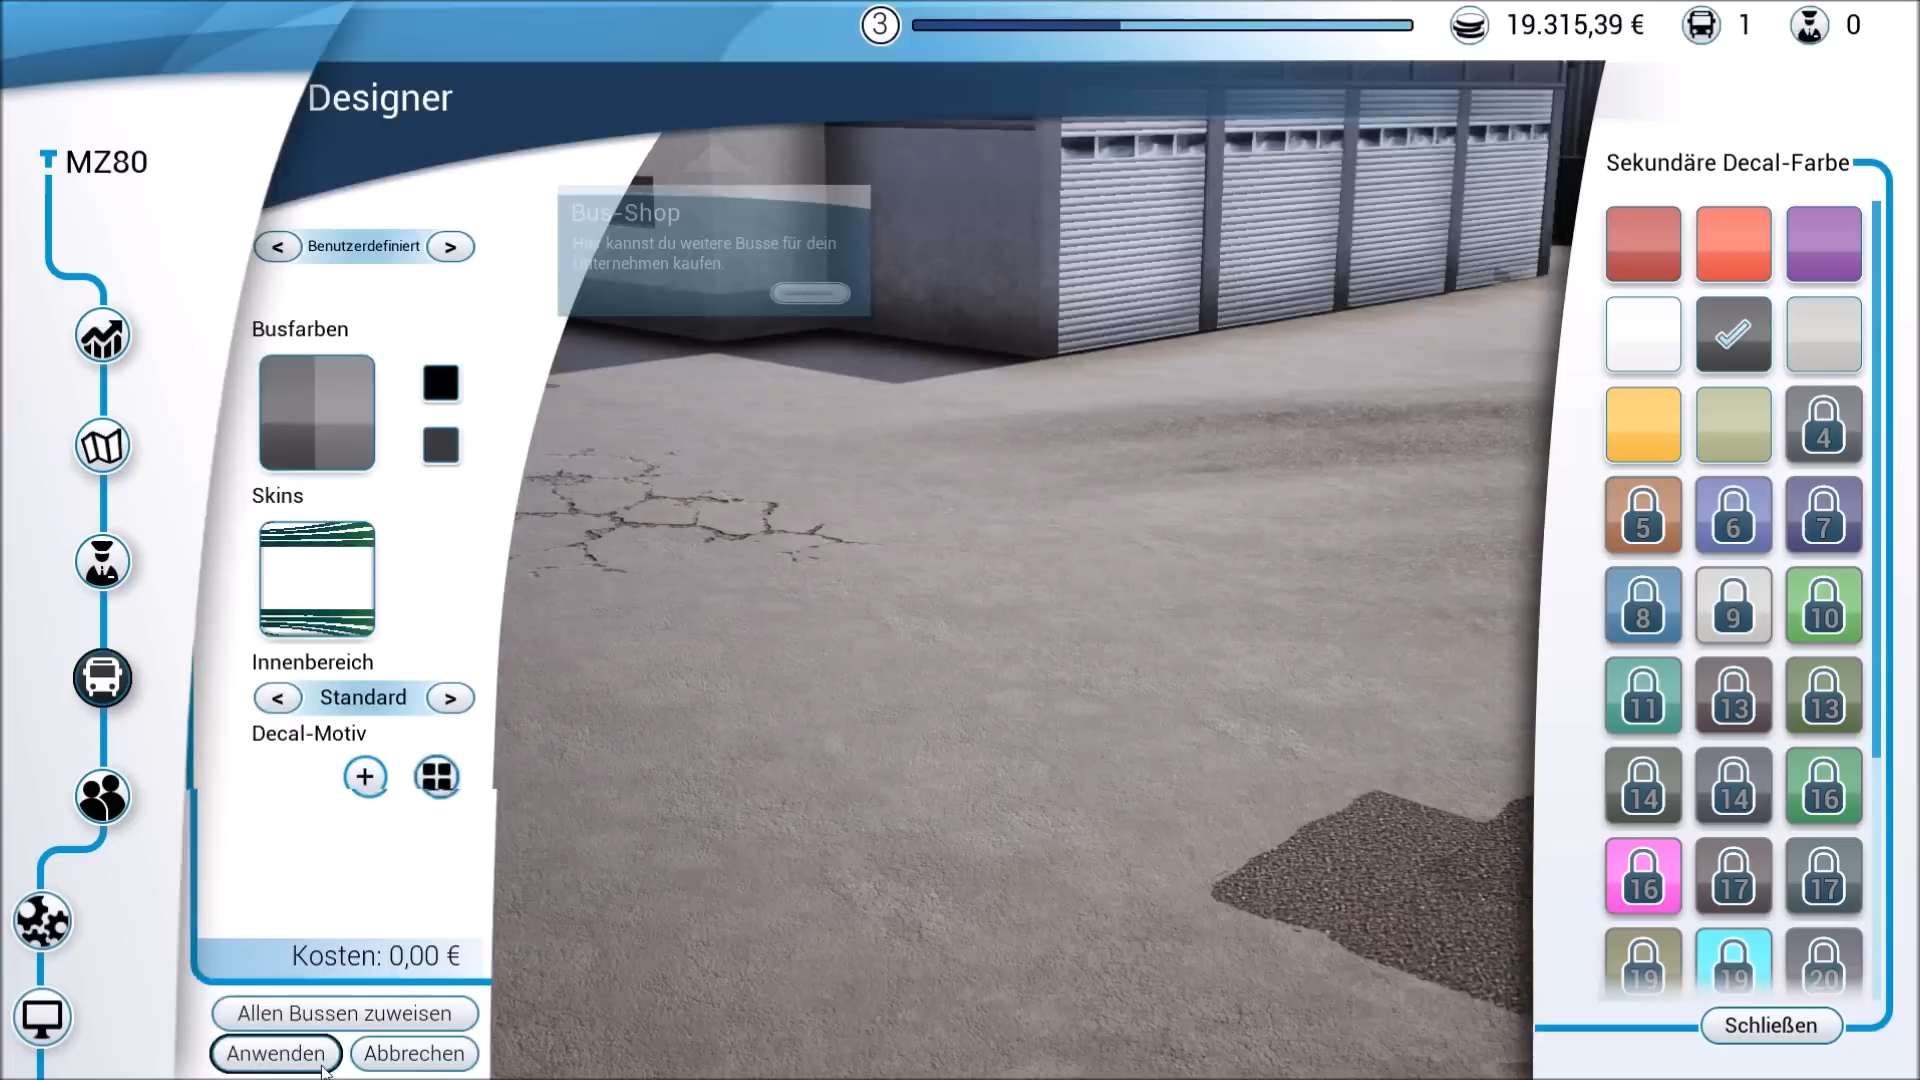 3
19.315,39 €
1
0
Designer
MZ80
Sekundäre Decal-Farbe
Bus-Shop
Hier kannst du weitere Busse für dein
Unternehmen kaufen.
< Benutzerdefiniert >
Busfarben
Skins
Innenbereich
< Standard >
Decal-Motiv
+
4
5 6 7
8 9 10
11 13 13
14 14 16
16 17 17
19 19 20
Kosten: 0,00 €
Allen Bussen zuweisen
Anwenden
Abbrechen
Schließen